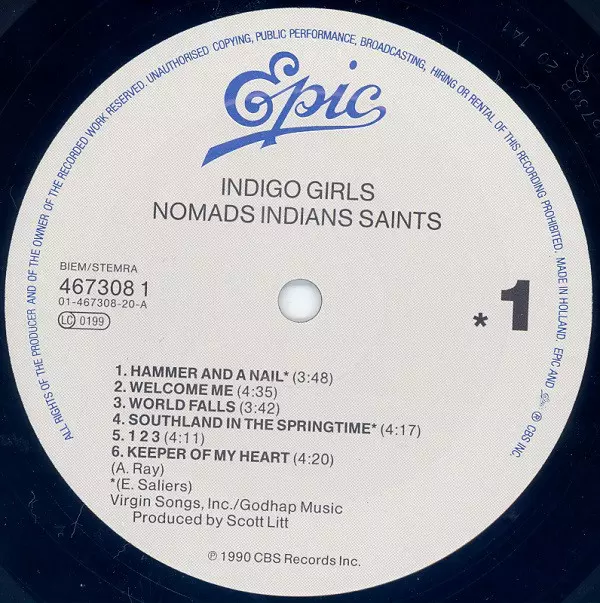 ALL RIGHTS OF THE PRODUCER AND OF THE OWNER OF THE RECORDED WORK RESERVED. UNAUTHORISED COPYING, PUBLIC PERFORMANCE, BROADCASTING, HIRING OR RENTAL OF THIS RECORDING PROHIBITED. MADE IN HOLLAND. EPIC AND ℗ CBS INC.
Epic
INDIGO GIRLS
NOMADS INDIANS SAINTS
BIEM/STEMRA
467308 1
01-467308-20-A
LC 0199
*1
1. HAMMER AND A NAIL* (3:48)
2. WELCOME ME (4:35)
3. WORLD FALLS (3:42)
4. SOUTHLAND IN THE SPRINGTIME* (4:17)
5. 1 2 3 (4:11)
6. KEEPER OF MY HEART (4:20)
(A. Ray)
*(E. Saliers)
Virgin Songs, Inc./Godhap Music
Produced by Scott Litt
℗ 1990 CBS Records Inc.